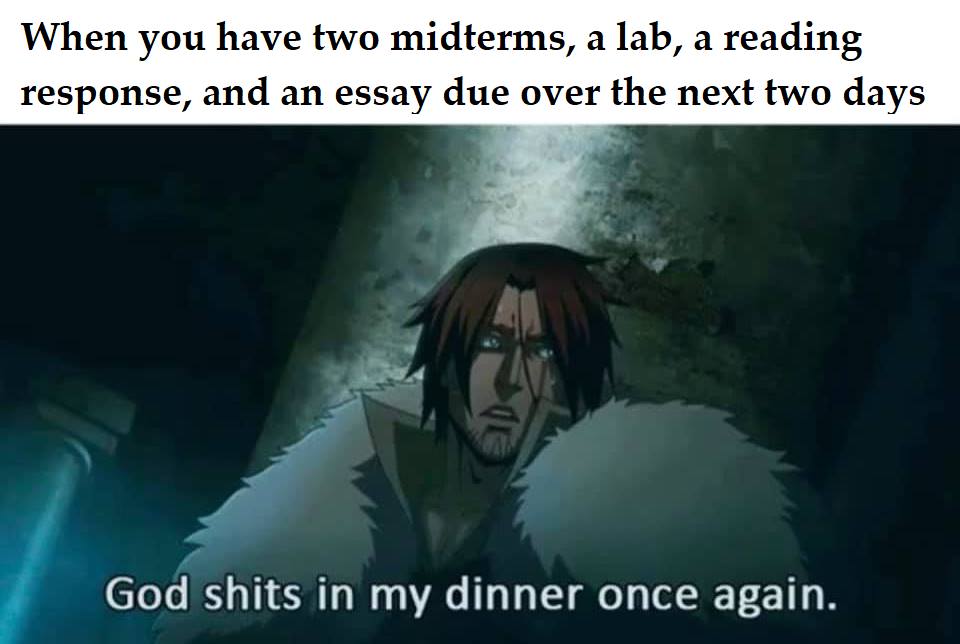 When you have two midterms, a lab, a reading
response, and an essay due over the next two days
God shits in my dinner once again.